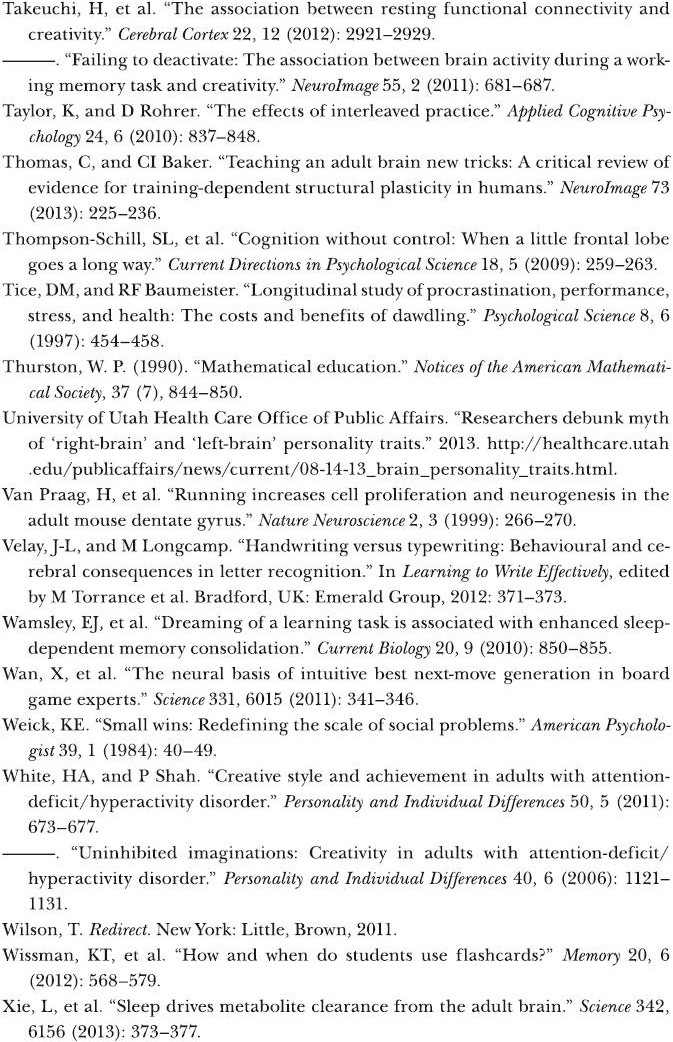 Takeuchi, H, et al. “The association between resting functional connectivity and
creativity.” Cerebral Cortex 22, 12 (2012): 2921–2929.
———. “Failing to deactivate: The association between brain activity during a work-
ing memory task and creativity.” NeuroImage 55, 2 (2011): 681–687.
Taylor, K, and D Rohrer. “The effects of interleaved practice.” Applied Cognitive Psy-
chology 24, 6 (2010): 837–848.
Thomas, C, and CI Baker. “Teaching an adult brain new tricks: A critical review of
evidence for training-dependent structural plasticity in humans.” NeuroImage 73
(2013): 225–236.
Thompson-Schill, SL, et al. “Cognition without control: When a little frontal lobe
goes a long way.” Current Directions in Psychological Science 18, 5 (2009): 259–263.
Tice, DM, and RF Baumeister. “Longitudinal study of procrastination, performance,
stress, and health: The costs and benefits of dawdling.” Psychological Science 8, 6
(1997): 454–458.
Thurston, W. P. (1990). “Mathematical education.” Notices of the American Mathemati-
cal Society, 37 (7), 844–850.
University of Utah Health Care Office of Public Affairs. “Researchers debunk myth
of ‘right-brain’ and ‘left-brain’ personality traits.” 2013. http://healthcare.utah
.edu/publicaffairs/news/current/08-14-13_brain_personality_traits.html.
Van Praag, H, et al. “Running increases cell proliferation and neurogenesis in the
adult mouse dentate gyrus.” Nature Neuroscience 2, 3 (1999): 266–270.
Velay, J-L, and M Longcamp. “Handwriting versus typewriting: Behavioural and ce-
rebral consequences in letter recognition.” In Learning to Write Effectively, edited
by M Torrance et al. Bradford, UK: Emerald Group, 2012: 371–373.
Wamsley, EJ, et al. “Dreaming of a learning task is associated with enhanced sleep-
dependent memory consolidation.” Current Biology 20, 9 (2010): 850–855.
Wan, X, et al. “The neural basis of intuitive best next-move generation in board
game experts.” Science 331, 6015 (2011): 341–346.
Weick, KE. “Small wins: Redefining the scale of social problems.” American Psycholo-
gist 39, 1 (1984): 40–49.
White, HA, and P Shah. “Creative style and achievement in adults with attention-
deficit/hyperactivity disorder.” Personality and Individual Differences 50, 5 (2011):
673–677.
———. “Uninhibited imaginations: Creativity in adults with attention-deficit/
hyperactivity disorder.” Personality and Individual Differences 40, 6 (2006): 1121–
1131.
Wilson, T. Redirect. New York: Little, Brown, 2011.
Wissman, KT, et al. “How and when do students use flashcards?” Memory 20, 6
(2012): 568–579.
Xie, L, et al. “Sleep drives metabolite clearance from the adult brain.” Science 342,
6156 (2013): 373–377.